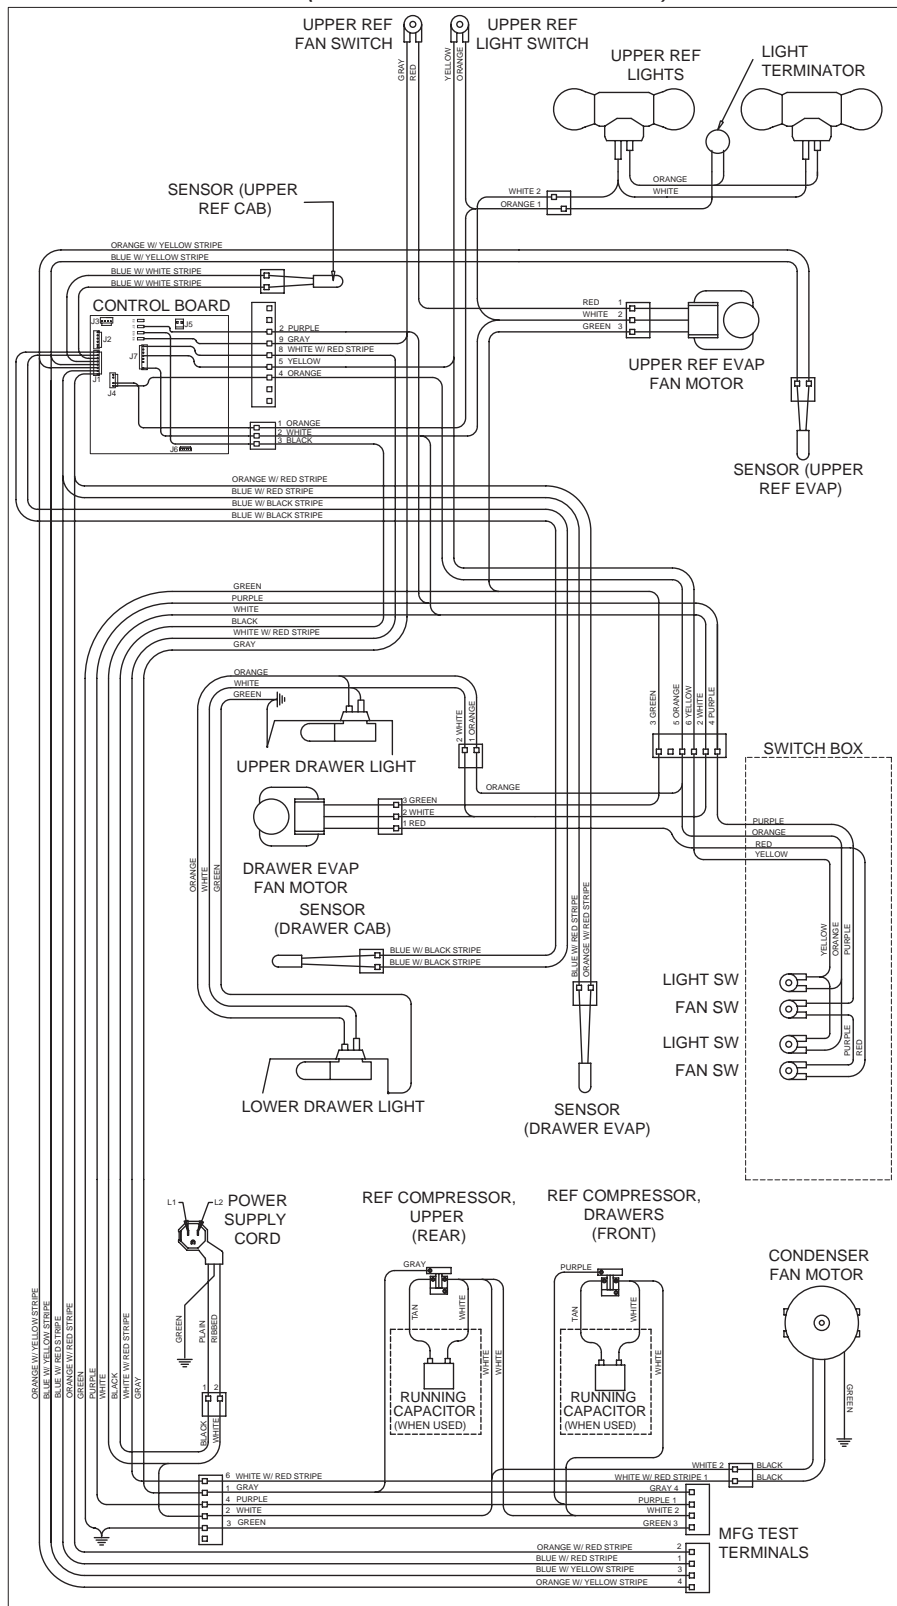 UPPER REF
FAN SWITCH
UPPER REF
LIGHT SWITCH
GRAY
RED
YELLOW
ORANGE
UPPER REF
LIGHTS
LIGHT
TERMINATOR
ORANGE
WHITE
WHITE 2
ORANGE 1
SENSOR (UPPER
REF CAB)
ORANGE W/ YELLOW STRIPE
BLUE W/ YELLOW STRIPE
BLUE W/ WHITE STRIPE
BLUE W/ WHITE STRIPE
CONTROL BOARD
J3
J5
J2
J7
J1
J4
J6
2 PURPLE
9 GRAY
8 WHITE W/ RED STRIPE
5 YELLOW
4 ORANGE
1 ORANGE
2 WHITE
3 BLACK
RED 1
WHITE 2
GREEN 3
UPPER REF EVAP
FAN MOTOR
SENSOR (UPPER
REF EVAP)
ORANGE W/ RED STRIPE
BLUE W/ RED STRIPE
BLUE W/ BLACK STRIPE
BLUE W/ BLACK STRIPE
GREEN
PURPLE
WHITE
BLACK
WHITE W/ RED STRIPE
GRAY
ORANGE
WHITE
GREEN
2 WHITE
1 ORANGE
3 GREEN
5 ORANGE
6 YELLOW
2 WHITE
4 PURPLE
UPPER DRAWER LIGHT
ORANGE
3 GREEN
2 WHITE
1 RED
DRAWER EVAP
FAN MOTOR
SWITCH BOX
PURPLE
ORANGE
RED
YELLOW
ORANGE
WHITE
GREEN
SENSOR
(DRAWER CAB)
BLUE W/ BLACK STRIPE
BLUE W/ BLACK STRIPE
BLUE W/ RED STRIPE
ORANGE W/ RED STRIPE
YELLOW
ORANGE
PURPLE
LIGHT SW
FAN SW
LIGHT SW
FAN SW
PURPLE
RED
LOWER DRAWER LIGHT
SENSOR
(DRAWER EVAP)
L1
L2
POWER
SUPPLY
CORD
REF COMPRESSOR,
UPPER
(REAR)
REF COMPRESSOR,
DRAWERS
(FRONT)
CONDENSER
FAN MOTOR
GRAY
TAN
WHITE
WHITE
WHITE
PURPLE
TAN
WHITE
WHITE
RUNNING
CAPACITOR
(WHEN USED)
RUNNING
CAPACITOR
(WHEN USED)
GREEN
ORANGE W/ YELLOW STRIPE
BLUE W/ YELLOW STRIPE
BLUE W/ RED STRIPE
ORANGE W/ RED STRIPE
GREEN
PURPLE
WHITE
BLACK
WHITE W/ RED STRIPE
GRAY
GREEN
PLAIN
RIBBED
1
2
BLACK
WHITE
6 WHITE W/ RED STRIPE
1 GRAY
4 PURPLE
2 WHITE
3 GREEN
WHITE 2
WHITE W/ RED STRIPE 1
BLACK
BLACK
GRAY 4
PURPLE 1
WHITE 2
GREEN 3
MFG TEST
TERMINALS
ORANGE W/ RED STRIPE 2
BLUE W/ RED STRIPE 1
BLUE W/ YELLOW STRIPE 3
ORANGE W/ YELLOW STRIPE 4